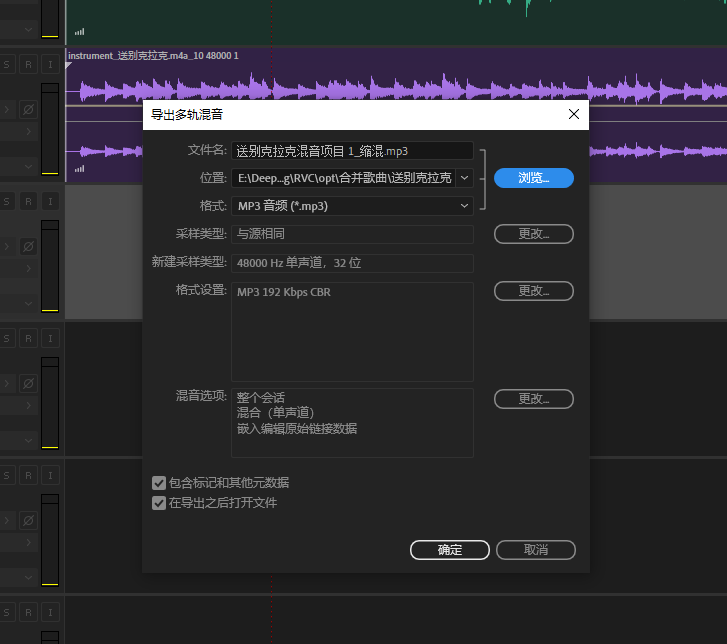 S R I
instrument_送别克拉克.m4a_10 48000 1
导出多轨混音
文件名: 送别克拉克混音项目 1_缩混.mp3
位置: E:\Deep...g\RVC\opt\合并歌曲\送别克拉克 浏览...
格式: MP3 音频 (*.mp3)
采样类型: 与源相同 更改...
新建采样类型: 48000 Hz 单声道，32 位
格式设置: MP3 192 Kbps CBR 更改...
混音选项: 整个会话 更改...
混合（单声道）
嵌入编辑原始链接数据
包含标记和其他元数据
在导出之后打开文件
确定 取消
S R I
S R I
S R I
S R I